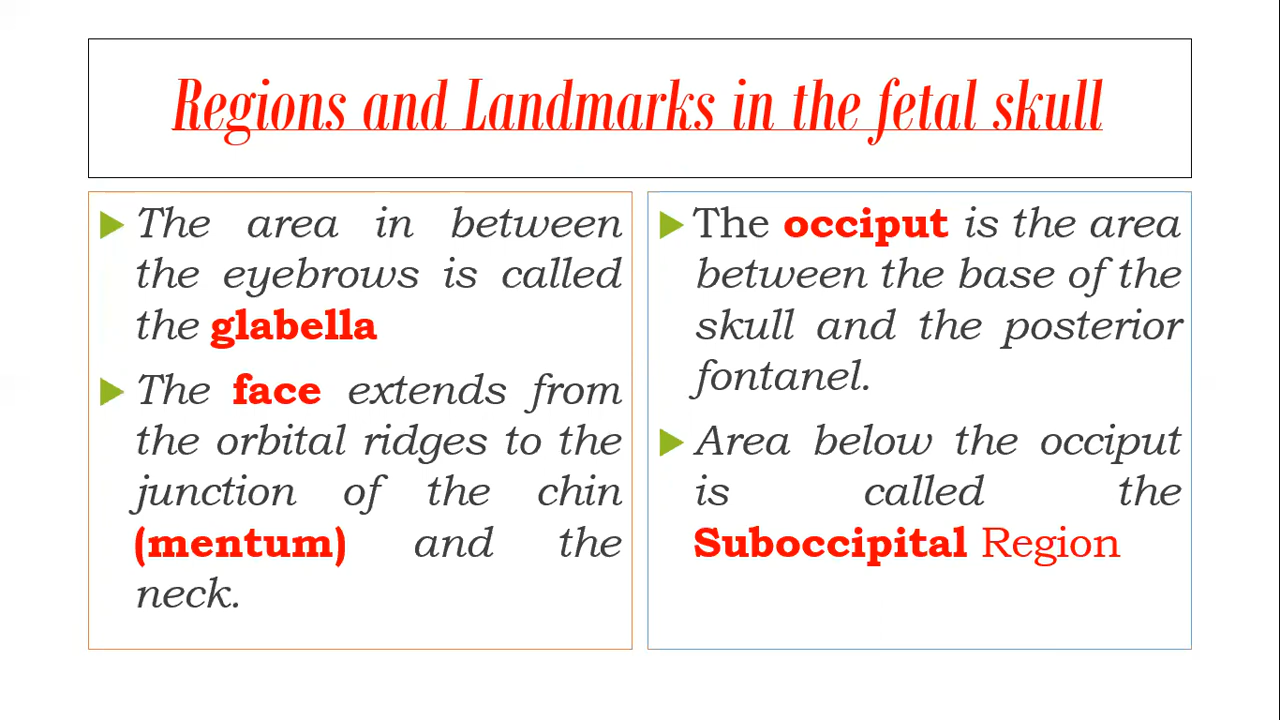 Regions and Landmarks in the fetal skull
The area in between
the eyebrows is called
the glabella
The face extends from
the orbital ridges to the
junction of the chin
(mentum) and the
neck.
The occiput is the area
between the base of the
skull and the posterior
fontanel.
Area below the occiput
is called the
Suboccipital Region